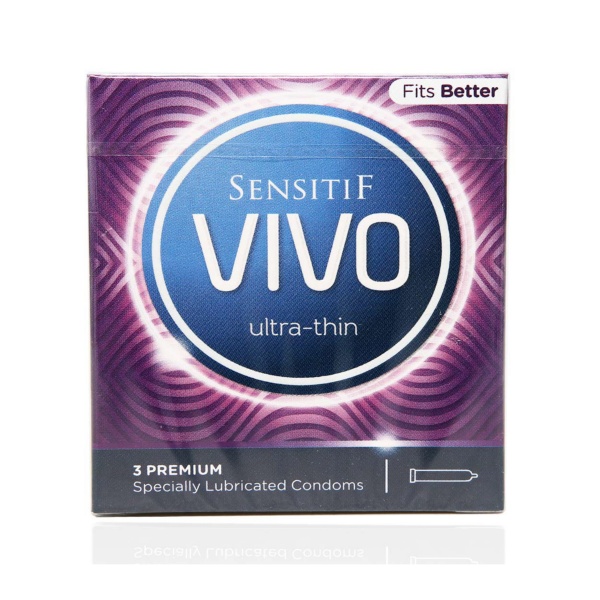 Fits Better
SENSITIF
VIVO
ultra-thin
3 PREMIUM
Specially Lubricated Condoms